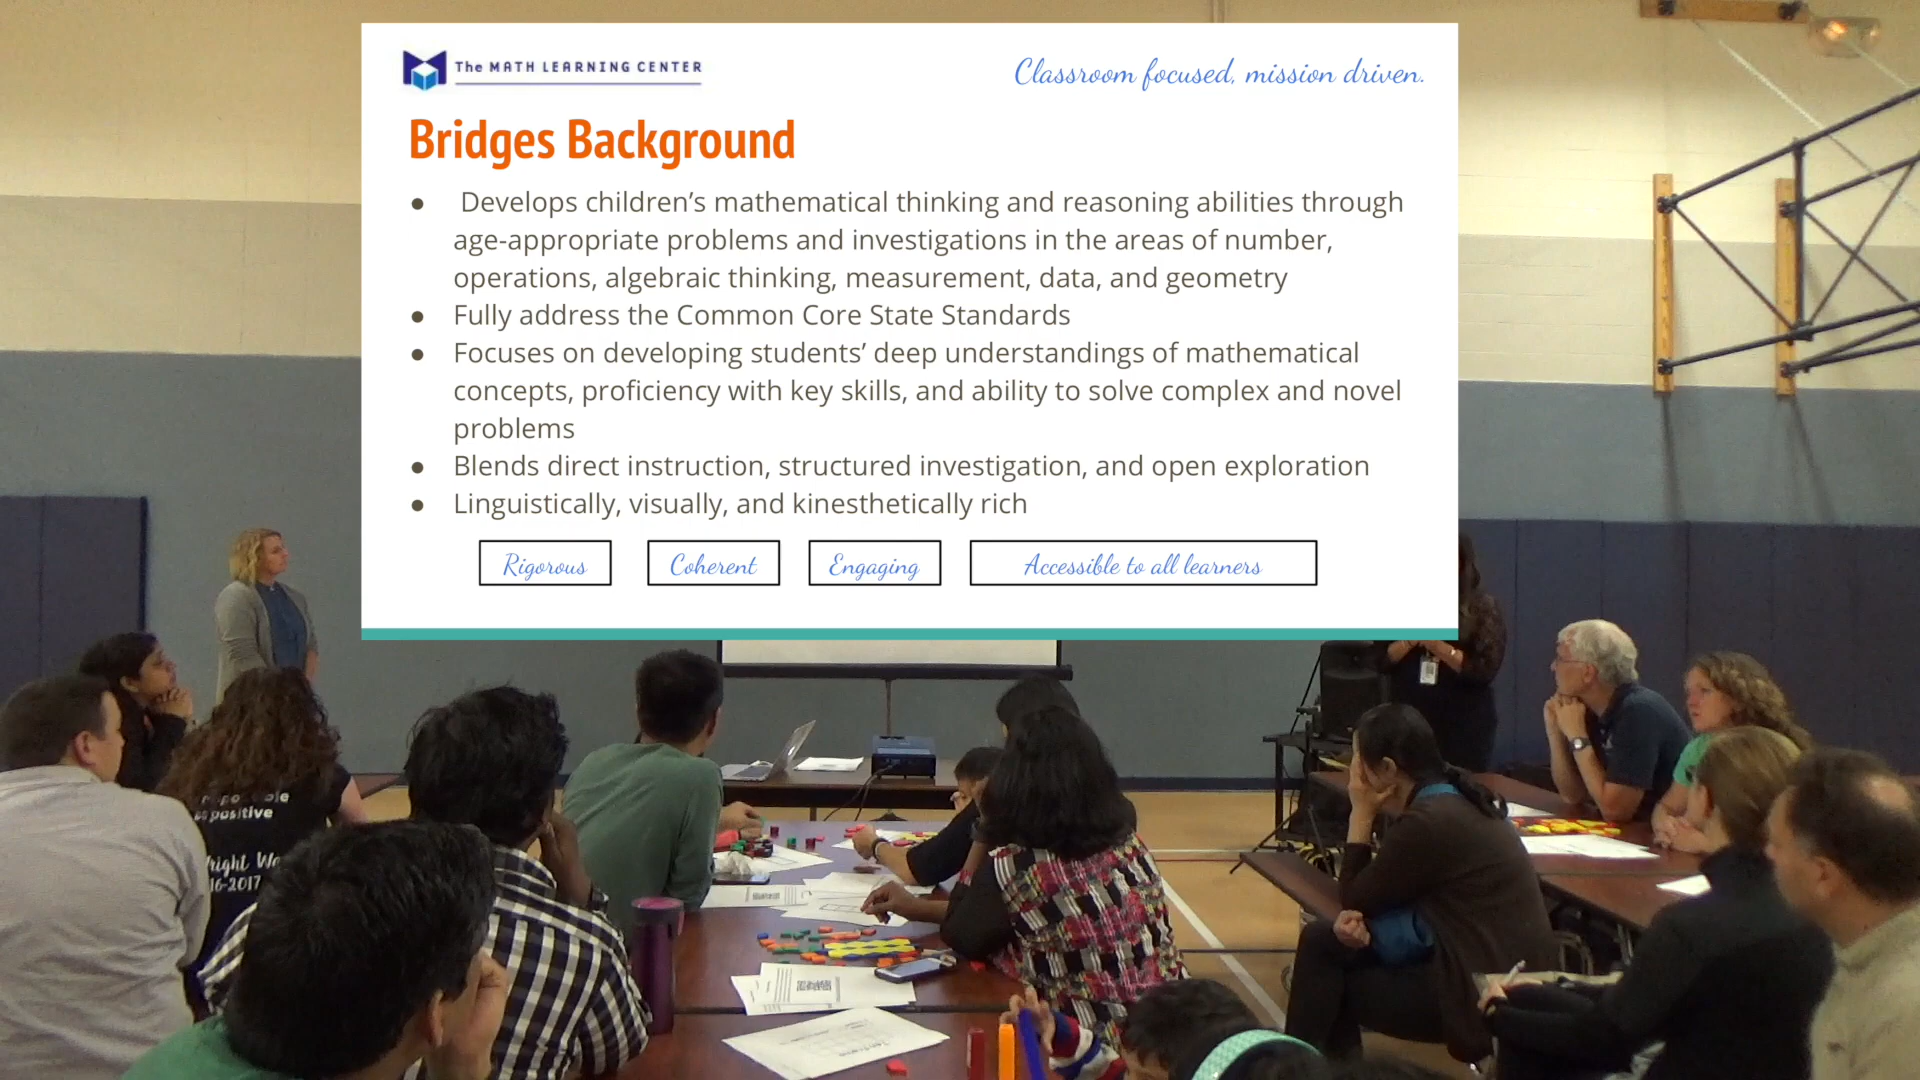 The MATH LEARNING CENTER
Classroom focused, mission driven.
Bridges Background
● Develops children's mathematical thinking and reasoning abilities through
age-appropriate problems and investigations in the areas of number,
operations, algebraic thinking, measurement, data, and geometry
● Fully address the Common Core State Standards
● Focuses on developing students' deep understandings of mathematical
concepts, proficiency with key skills, and ability to solve complex and novel
problems
● Blends direct instruction, structured investigation, and open exploration
● Linguistically, visually, and kinesthetically rich
Rigorous
Coherent
Engaging
Accessible to all learners
positive
16-2017